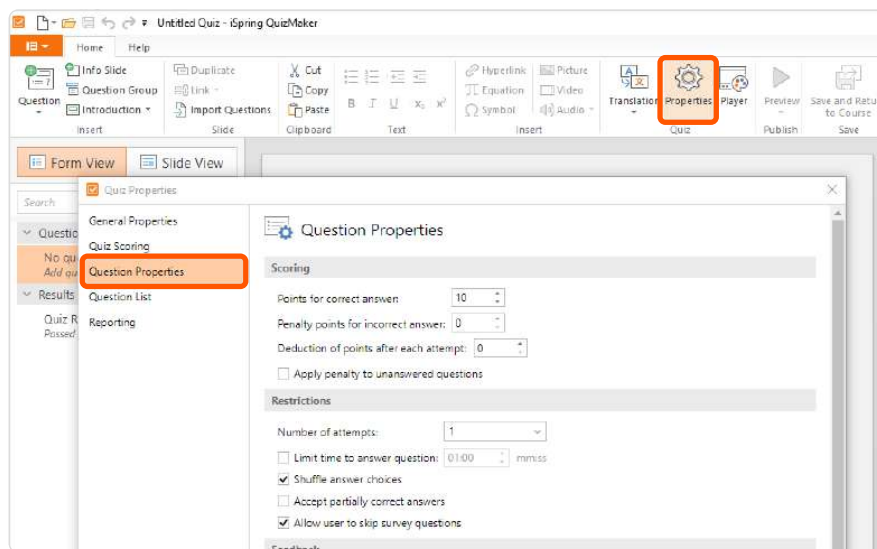 Untitled Quiz - iSpring QuizMaker
Home Help
Info Slide
Question Group
Introduction
Question
Insert
Duplicate
Link
Import Questions
Slide
Cut
Copy
Paste
Clipboard
B I U X₂ X²
Text
Hyperlink
Equation
Symbol
Picture
Video
Audio
Insert
Translation Properties Player
Quiz
Preview
Publish
Save and Retu
to Course
Save
Form View Slide View
Search
Questio
No qu
Add qu
Results
Quiz R
Passed
Quiz Properties
General Properties
Quiz Scoring
Question Properties
Question List
Reporting
Question Properties
Scoring
Points for correct answer: 10
Penalty points for incorrect answer: 0
Deduction of points after each attempt: 0
Apply penalty to unanswered questions
Restrictions
Number of attempts: 1
Limit time to answer question: 01:00 mm:ss
Shuffle answer choices
Accept partially correct answers
Allow user to skip survey questions
Feedback